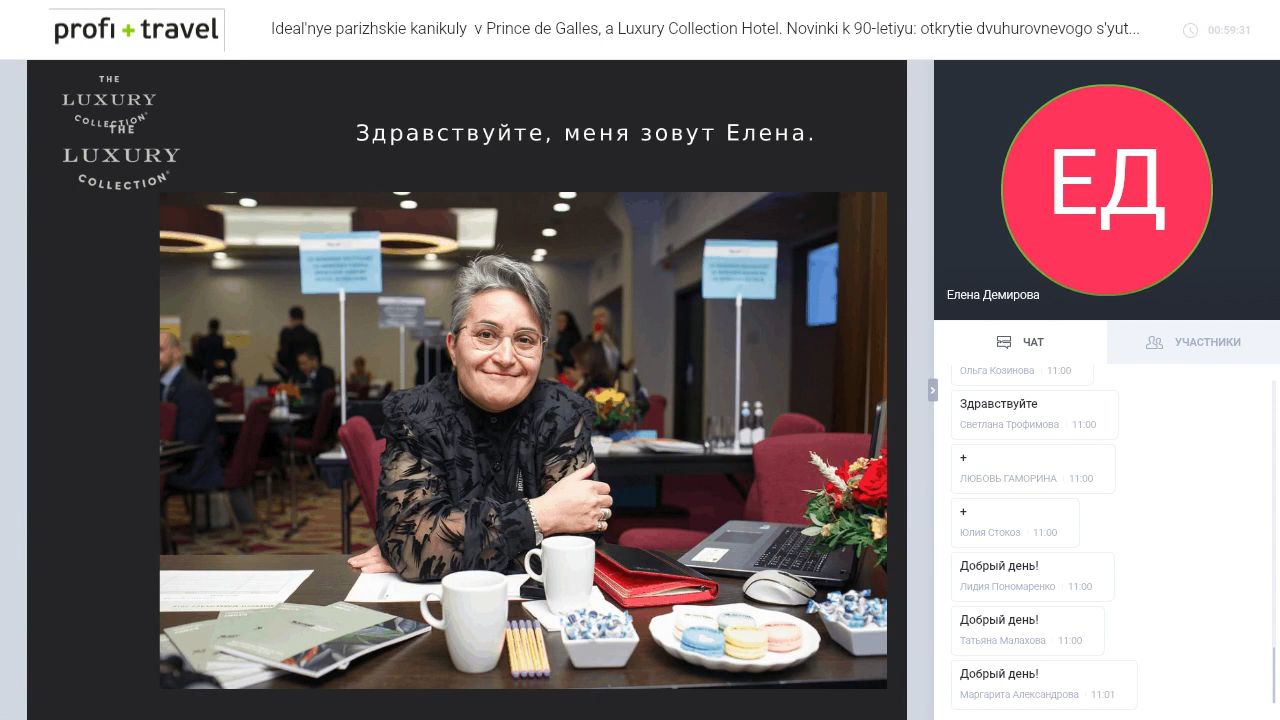 profi + travel
Ideal'nye parizhskie kanikuly v Prince de Galles, a Luxury Collection Hotel. Novinki k 90-letiyu: otkrytie dvuhurovnevogo s'yut...
00:59:31
THE
LUXURY
COLLECTION
THE
LUXURY
COLLECTION
Здравствуйте, меня зовут Елена.
ЕД
Елена Демирова
ЧАТ
УЧАСТНИКИ
Ольга Козинова 11:00
Здравствуйте
Светлана Трофимова 11:00
+
ЛЮБОВЬ ГАМОРИНА 11:00
+
Юлия Стокоз 11:00
Добрый день!
Лидия Пономаренко 11:00
Добрый день!
Татьяна Малахова 11:00
Добрый день!
Маргарита Александрова 11:01